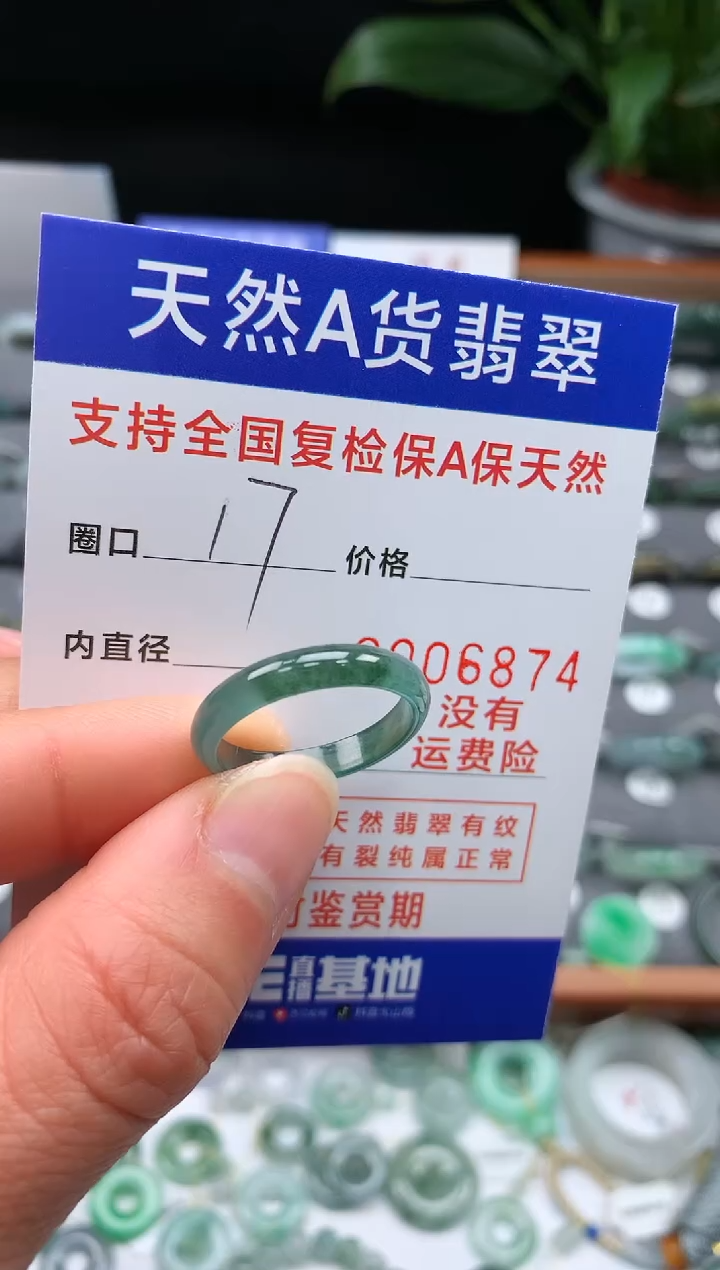 天然A货翡翠
支持全国复检保A保天然
圈口 17 价格
内直径
006874
没有
运费险
天然翡翠有纹
有裂纯属正常
鉴赏期
直播基地